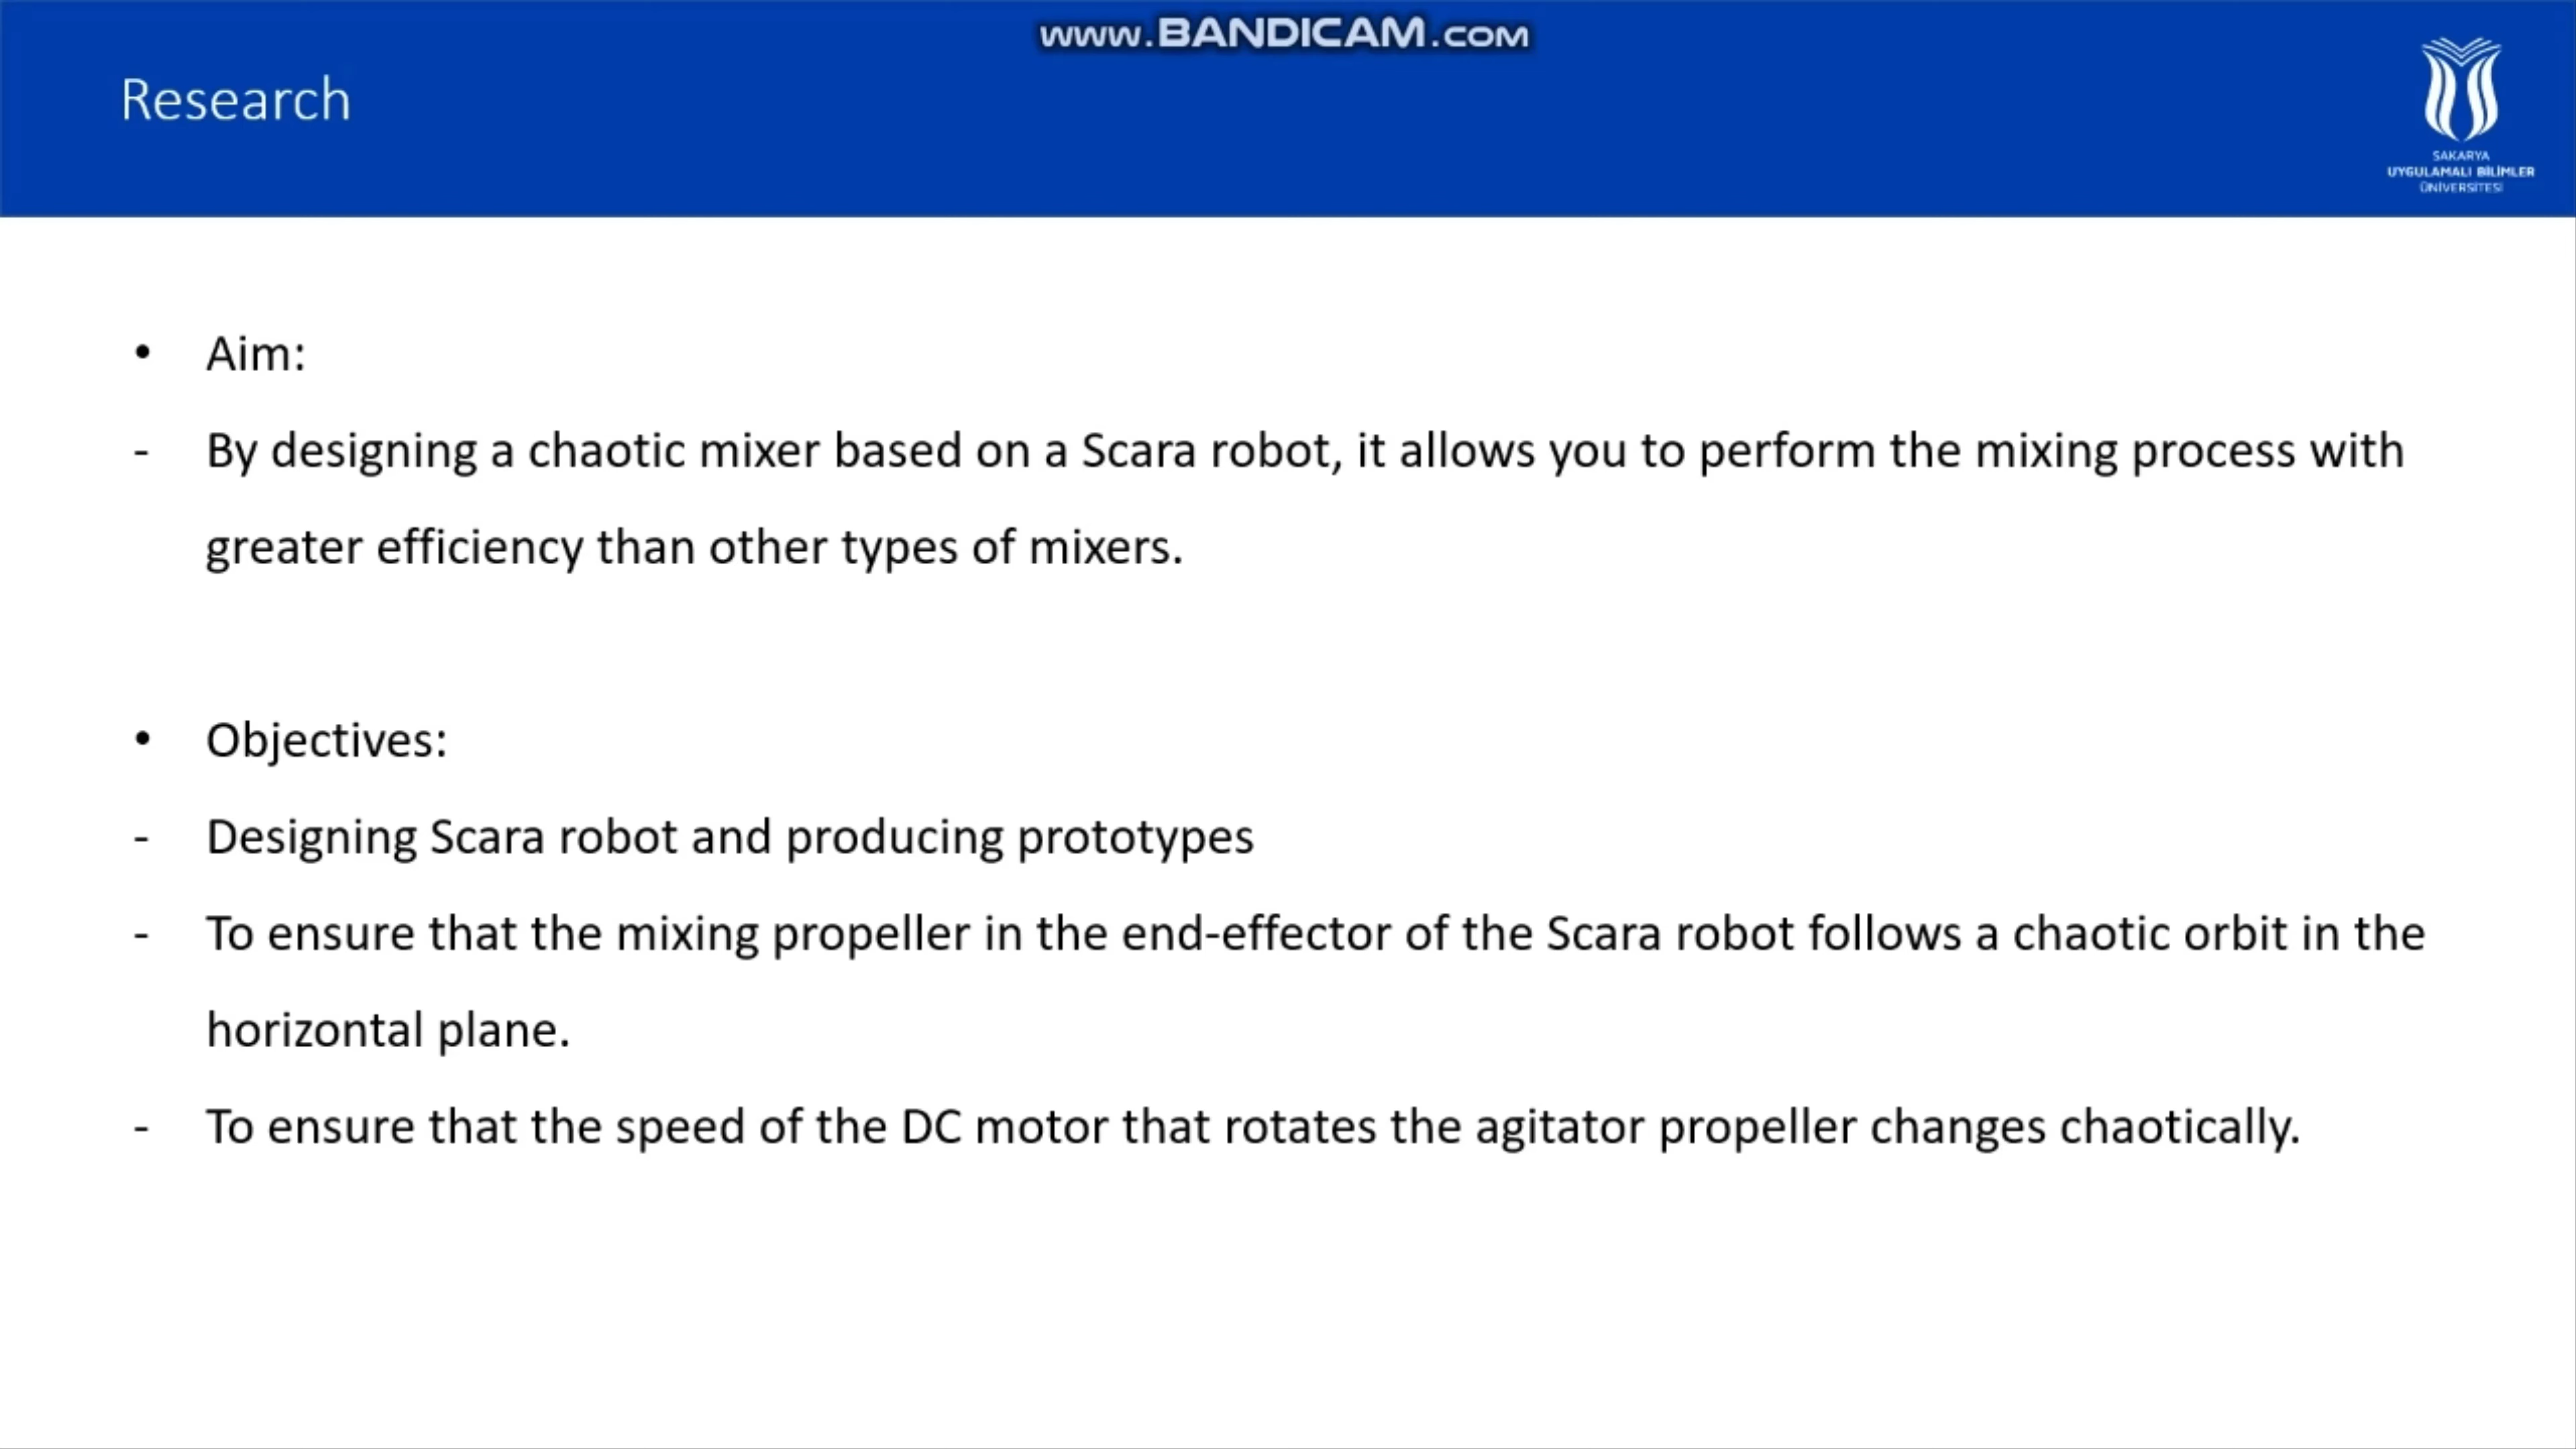 www.BANDICAM.com
Research
SAKARYA
UYGULAMALI BİLİMLER
ÜNİVERSİTESİ
• Aim:
- By designing a chaotic mixer based on a Scara robot, it allows you to perform the mixing process with
greater efficiency than other types of mixers.
• Objectives:
- Designing Scara robot and producing prototypes
- To ensure that the mixing propeller in the end-effector of the Scara robot follows a chaotic orbit in the
horizontal plane.
- To ensure that the speed of the DC motor that rotates the agitator propeller changes chaotically.